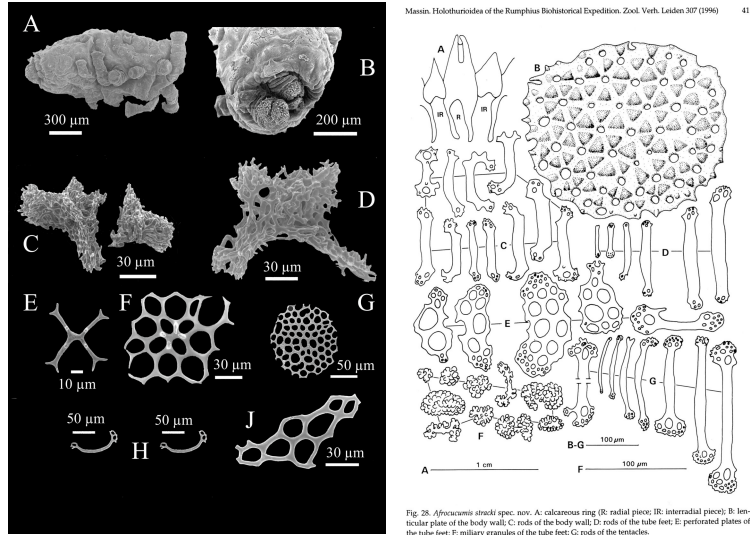 A
300 µm
B
200 µm
C
30 µm
D
30 µm
E
10 µm
F
30 µm
G
50 µm
50 µm
50 µm
H
J
30 µm
Massin. Holothurioidea of the Rumphius Biohistorical Expedition. Zool. Verh. Leiden 307 (1996) 41
A
B
IR R IR
C
D
E
G
F
B-G 100 µm
A 1 cm
F 100 µm
Fig. 28. Afrocucumis stracki spec. nov. A: calcareous ring (R: radial piece; IR: interradial piece); B: len-
ticular plate of the body wall; C: rods of the body wall; D: rods of the tube feet; E: perforated plates of
the tube feet; F: miliary granules of the tube feet; G: rods of the tentacles.